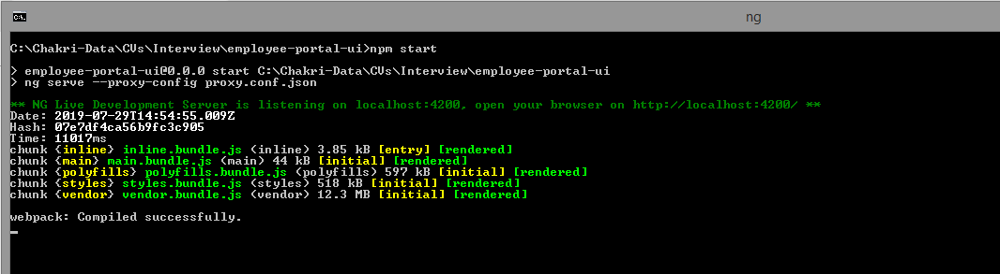 ng
C:\Chakri-Data\CVs\Interview\employee-portal-ui>npm start
> employee-portal-ui@0.0.0 start C:\Chakri-Data\CVs\Interview\employee-portal-ui
> ng serve --proxy-config proxy.conf.json
** NG Live Development Server is listening on localhost:4200, open your browser on http://localhost:4200/ **
Date: 2019-07-29T14:54:55.009Z
Hash: 07e7df4ca56b9fc3c905
Time: 11017ms
chunk {inline} inline.bundle.js (inline) 3.85 kB [entry] [rendered]
chunk {main} main.bundle.js (main) 44 kB [initial] [rendered]
chunk {polyfills} polyfills.bundle.js (polyfills) 597 kB [initial] [rendered]
chunk {styles} styles.bundle.js (styles) 518 kB [initial] [rendered]
chunk {vendor} vendor.bundle.js (vendor) 12.3 MB [initial] [rendered]
webpack: Compiled successfully.